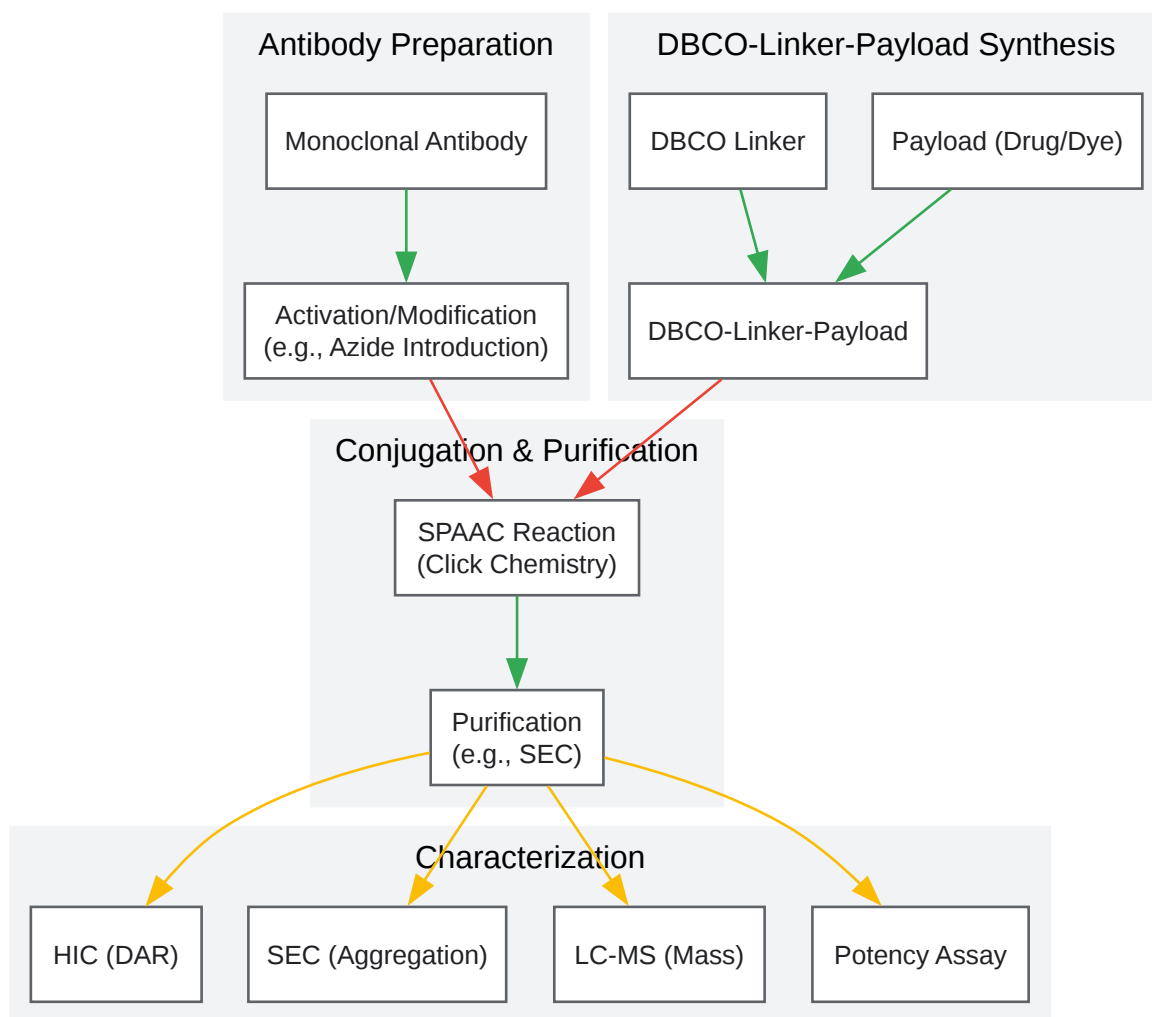 Antibody Preparation
DBCO-Linker-Payload Synthesis
Monoclonal Antibody
DBCO Linker
Payload (Drug/Dye)
Activation/Modification
(e.g., Azide Introduction)
DBCO-Linker-Payload
Conjugation & Purification
SPAAC Reaction
(Click Chemistry)
Purification
(e.g., SEC)
Characterization
HIC (DAR)
SEC (Aggregation)
LC-MS (Mass)
Potency Assay